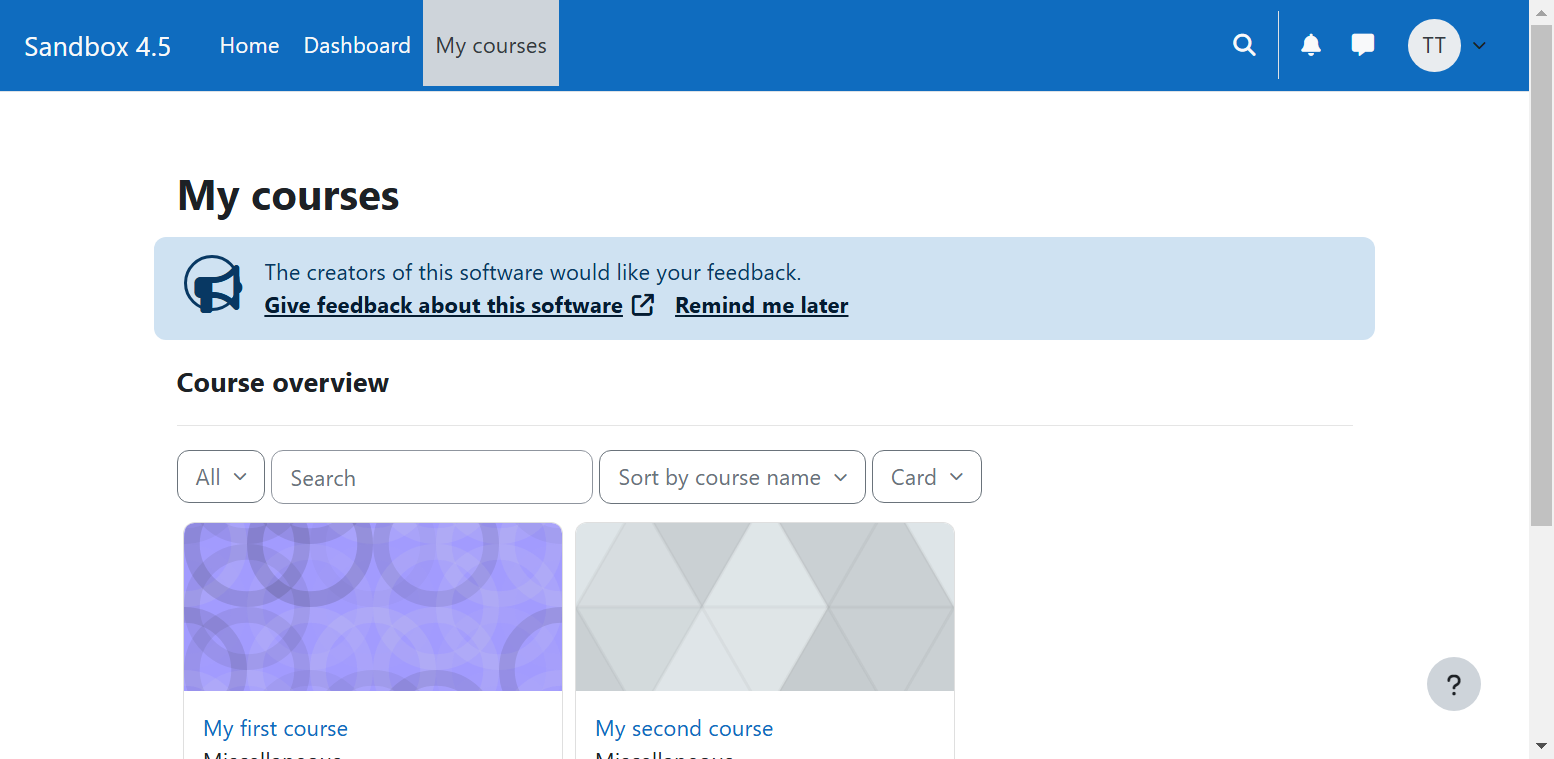 Sandbox 4.5 Home Dashboard My courses TT
My courses
The creators of this software would like your feedback.
Give feedback about this software Remind me later
Course overview
All Search Sort by course name Card
My first course My second course
Miscellaneous Miscellaneous
?